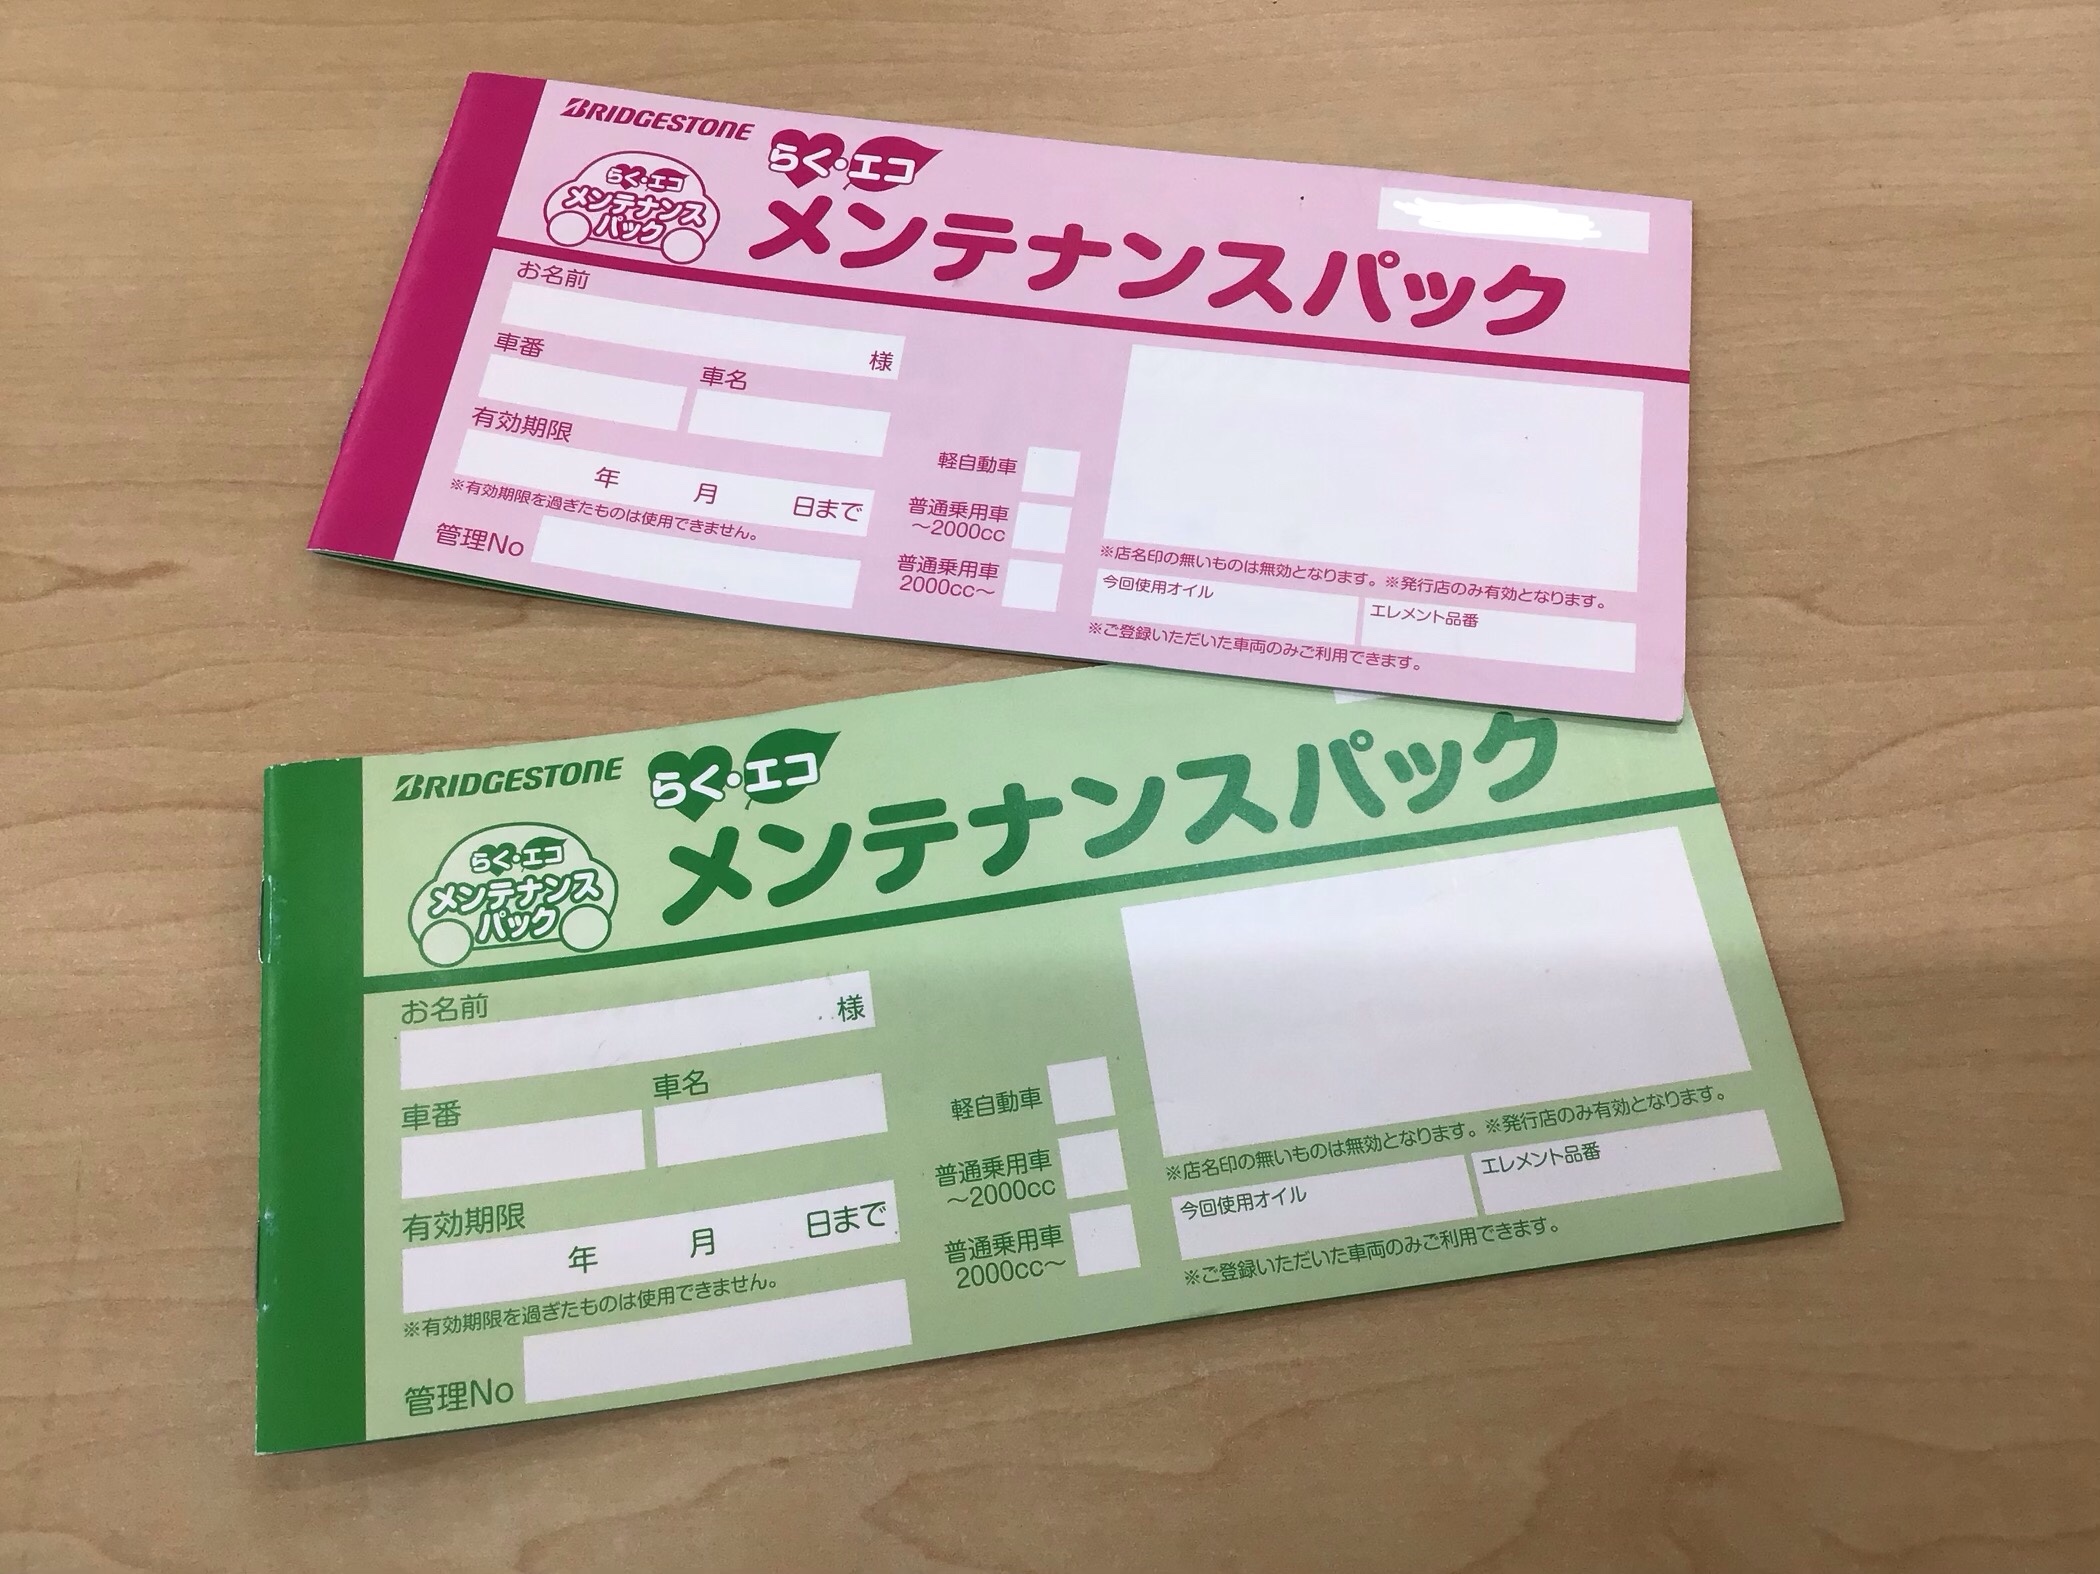 BRIDGESTONE
らく・エコ
メンテナンスパック
らく・エコ
メンテナンス
パック
お名前
様
車番
車名
有効期限
年 月 日まで
※有効期限を過ぎたものは使用できません。
管理No
軽自動車
普通乗用車
～2000cc
普通乗用車
2000cc～
※店名印の無いものは無効となります。※発行店のみ有効となります。
今回使用オイル
エレメント品番
※ご登録いただいた車両のみご利用できます。
BRIDGESTONE
らく・エコ
メンテナンスパック
らく・エコ
メンテナンス
パック
お名前
様
車番
車名
有効期限
年 月 日まで
※有効期限を過ぎたものは使用できません。
管理No
軽自動車
普通乗用車
～2000cc
普通乗用車
2000cc～
※店名印の無いものは無効となります。※発行店のみ有効となります。
今回使用オイル
エレメント品番
※ご登録いただいた車両のみご利用できます。